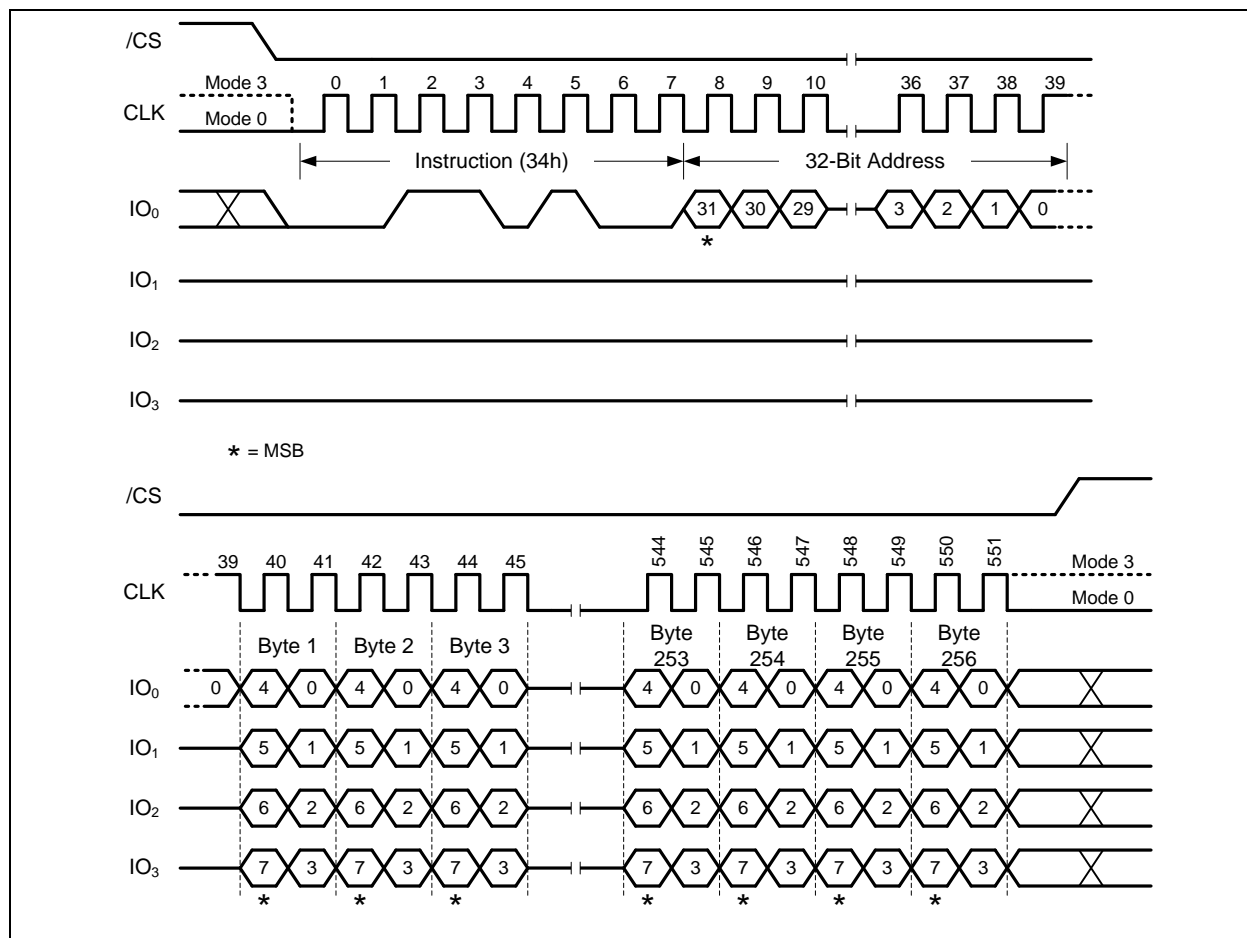 /CS
Mode 3 0 1 2 3 4 5 6 7 8 9 10 36 37 38 39
CLK
Mode 0
Instruction (34h) 32-Bit Address
IO₀ 31 30 29 3 2 1 0
*
IO₁
IO₂
IO₃
* = MSB
/CS
39 40 41 42 43 44 45 544 545 546 547 548 549 550 551 Mode 3
CLK
Mode 0
Byte 1 Byte 2 Byte 3 Byte 253 Byte 254 Byte 255 Byte 256
IO₀ 0 4 0 4 0 4 0 4 0 4 0 4 0 4 0
IO₁ 5 1 5 1 5 1 5 1 5 1 5 1 5 1
IO₂ 6 2 6 2 6 2 6 2 6 2 6 2 6 2
IO₃ 7 3 7 3 7 3 7 3 7 3 7 3 7 3
* * * * * * *